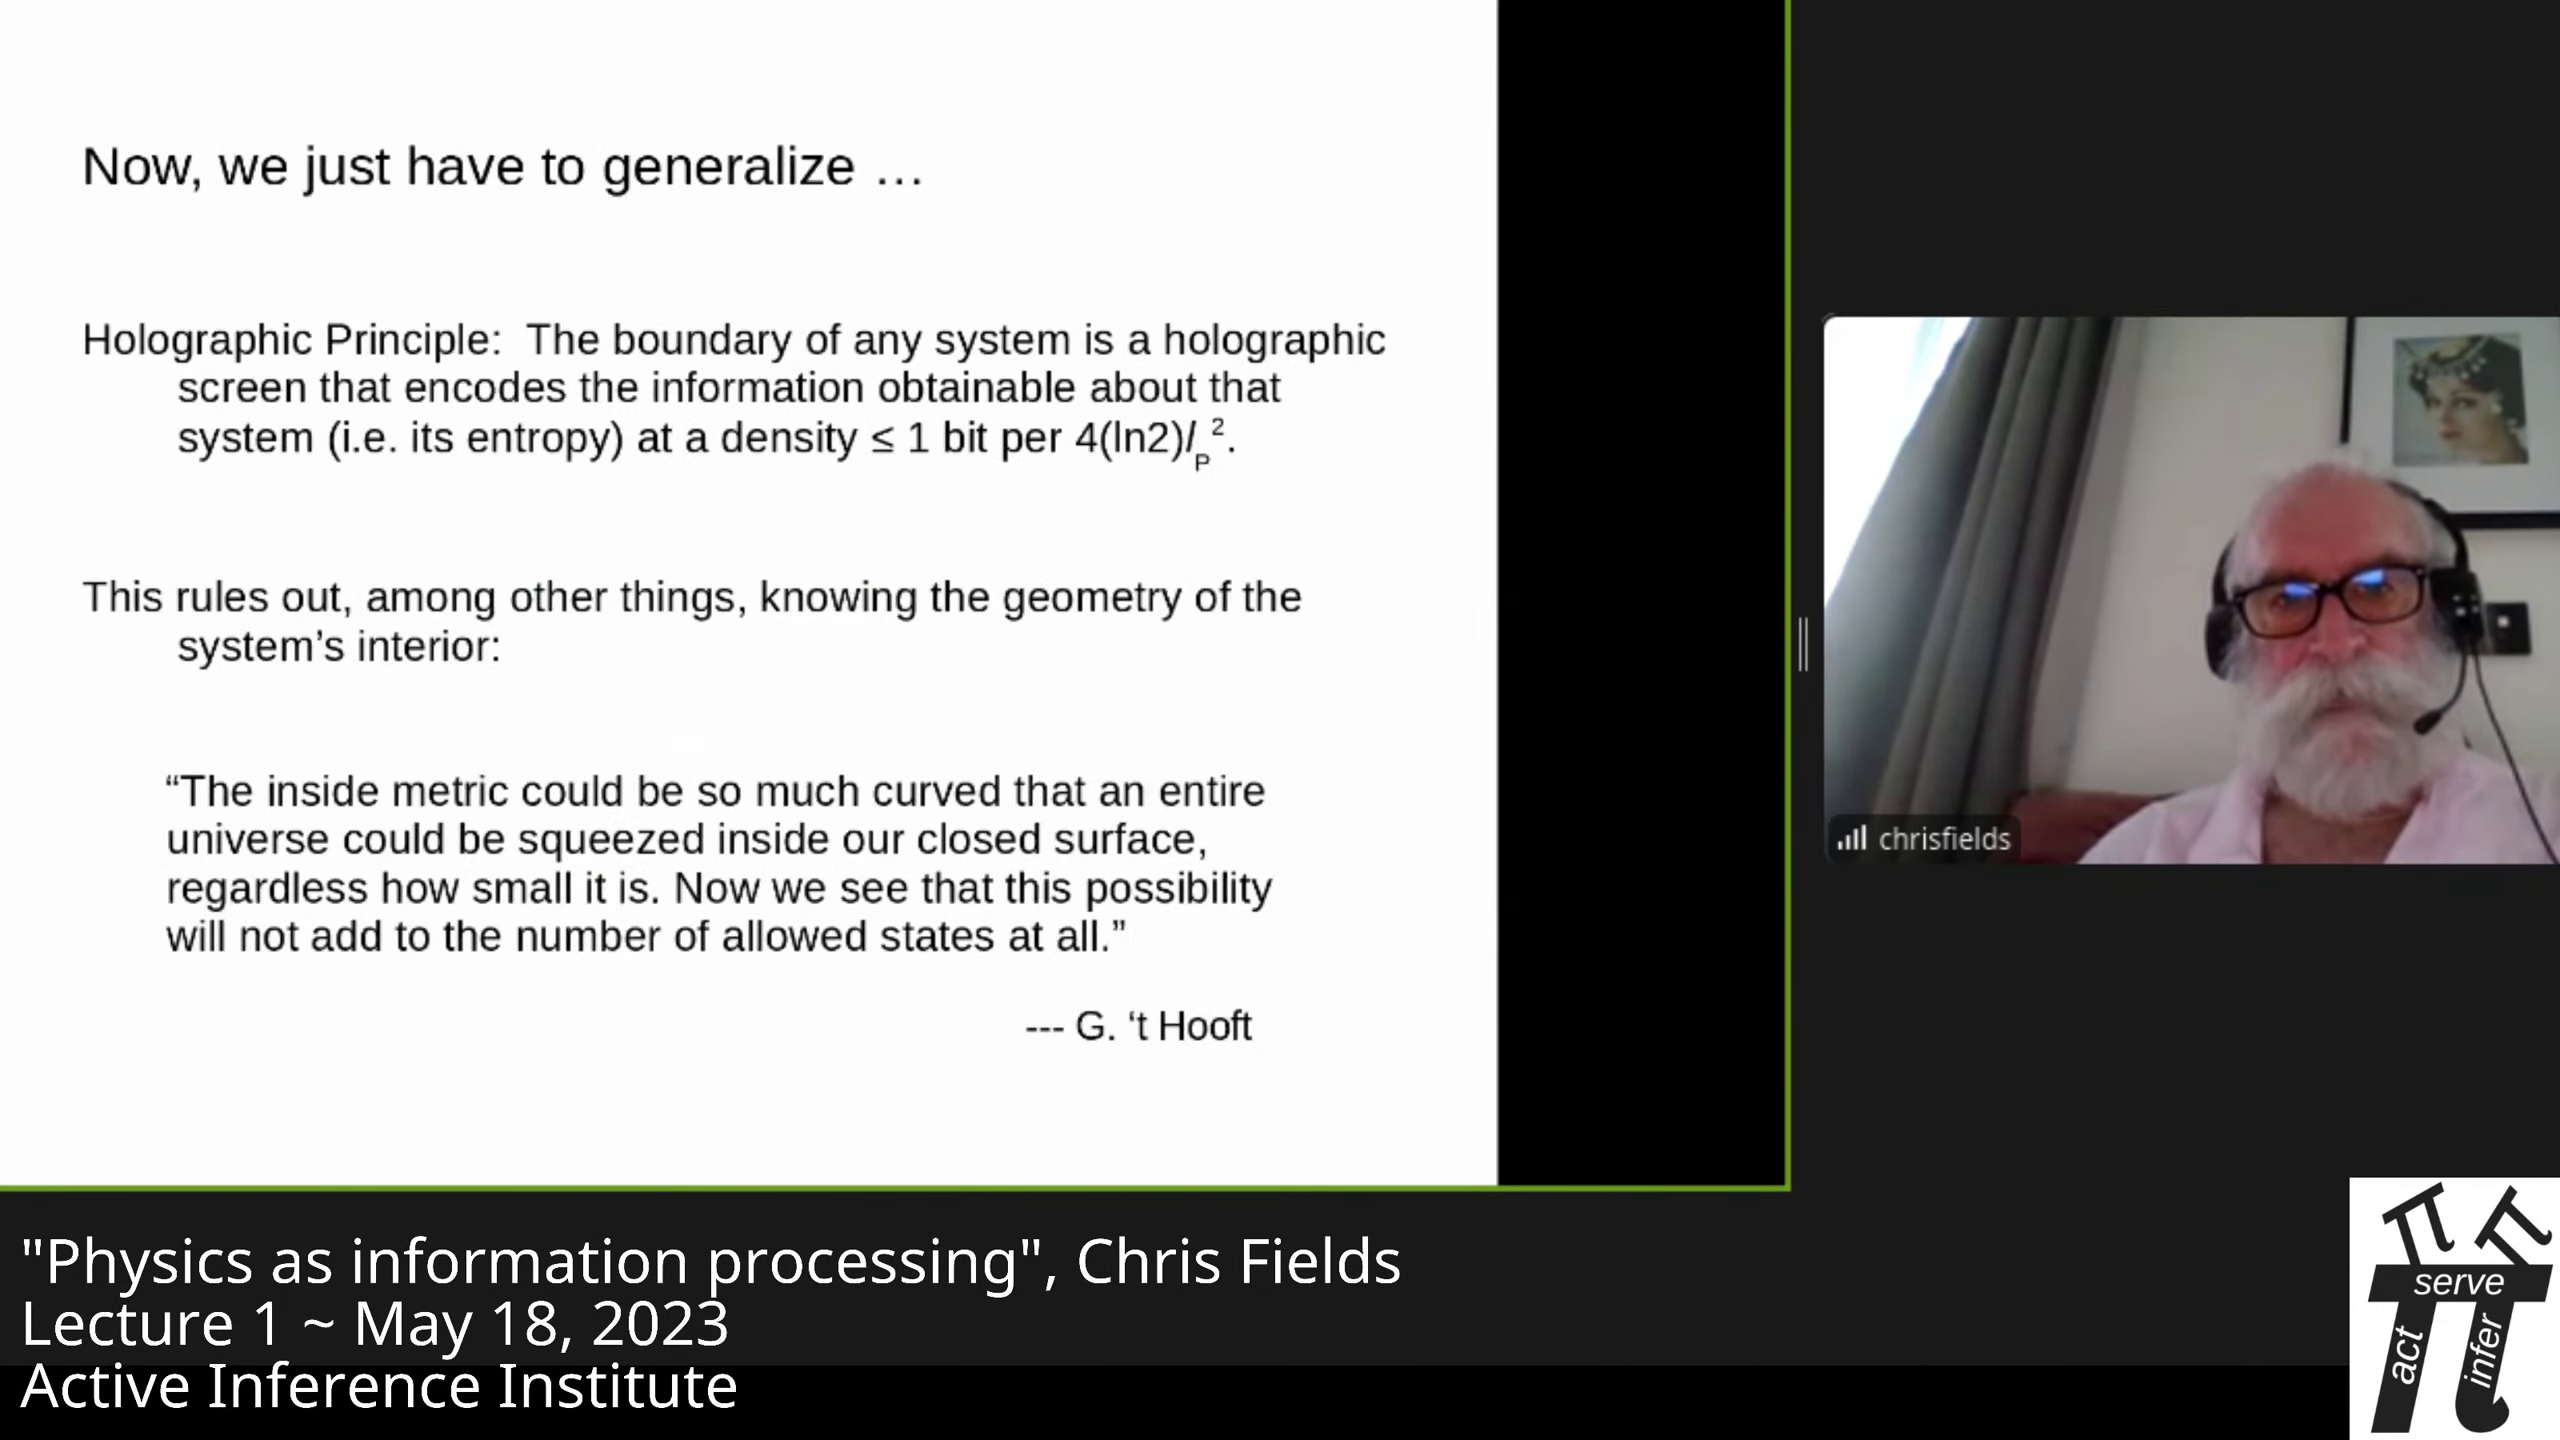 Now, we just have to generalize …
Holographic Principle:  The boundary of any system is a holographic
screen that encodes the information obtainable about that
system (i.e. its entropy) at a density ≤ 1 bit per 4(ln2)lₚ².
This rules out, among other things, knowing the geometry of the
system’s interior:
“The inside metric could be so much curved that an entire
universe could be squeezed inside our closed surface,
regardless how small it is. Now we see that this possibility
will not add to the number of allowed states at all.”
--- G. ‘t Hooft
chrisfields
"Physics as information processing", Chris Fields
Lecture 1 ~ May 18, 2023
Active Inference Institute
serve
act
infer